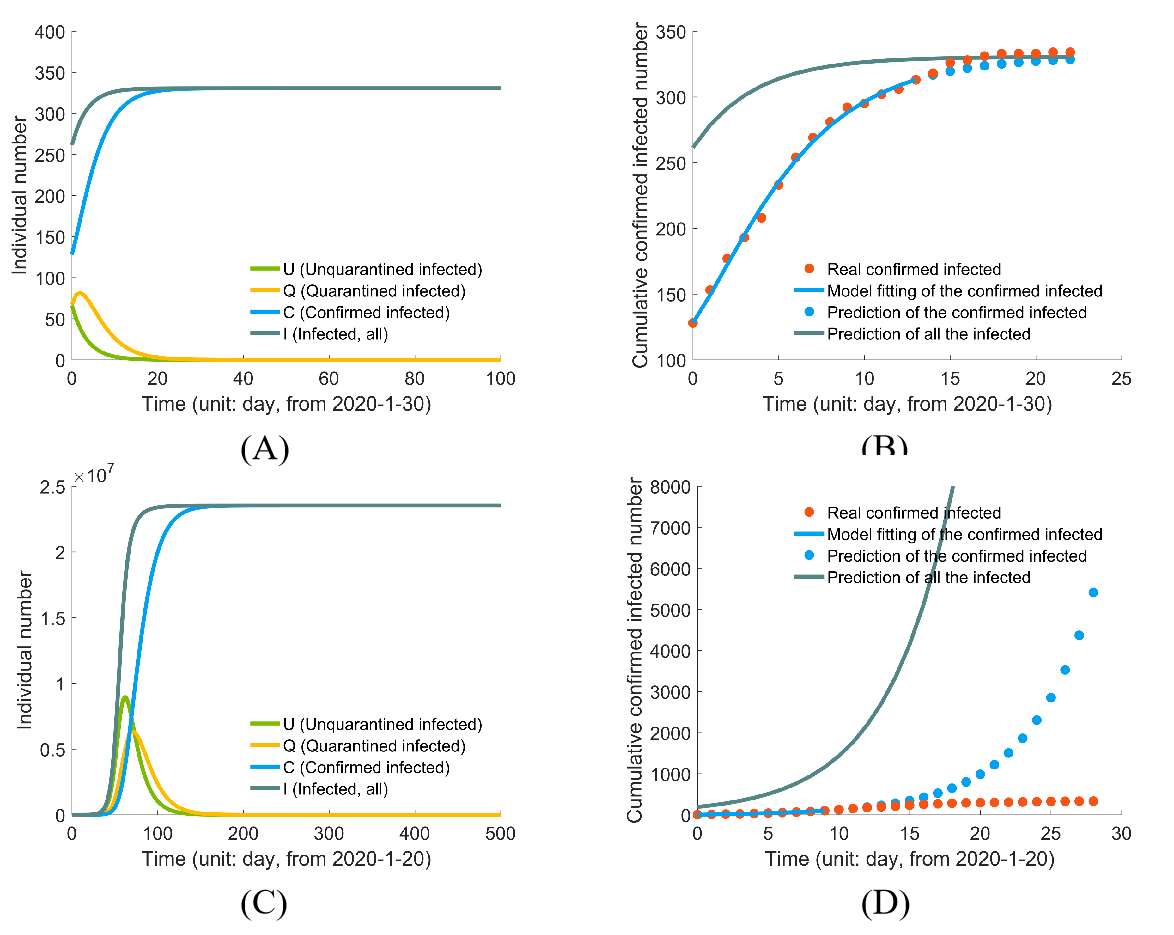 400
350
300
250
200
150
100
50
0
Individual number
U (Unquarantined infected)
Q (Quarantined infected)
C (Confirmed infected)
I (Infected, all)
0 20 40 60 80 100
Time (unit: day, from 2020-1-30)
(A)
350
300
250
200
150
100
Cumulative confirmed infected number
Real confirmed infected
Model fitting of the confirmed infected
Prediction of the confirmed infected
Prediction of all the infected
0 5 10 15 20 25
Time (unit: day, from 2020-1-30)
(B)
×10^7
2.5
2
1.5
1
0.5
0
Individual number
U (Unquarantined infected)
Q (Quarantined infected)
C (Confirmed infected)
I (Infected, all)
0 100 200 300 400 500
Time (unit: day, from 2020-1-20)
(C)
8000
7000
6000
5000
4000
3000
2000
1000
0
Cumulative confirmed infected number
Real confirmed infected
Model fitting of the confirmed infected
Prediction of the confirmed infected
Prediction of all the infected
0 5 10 15 20 25 30
Time (unit: day, from 2020-1-20)
(D)